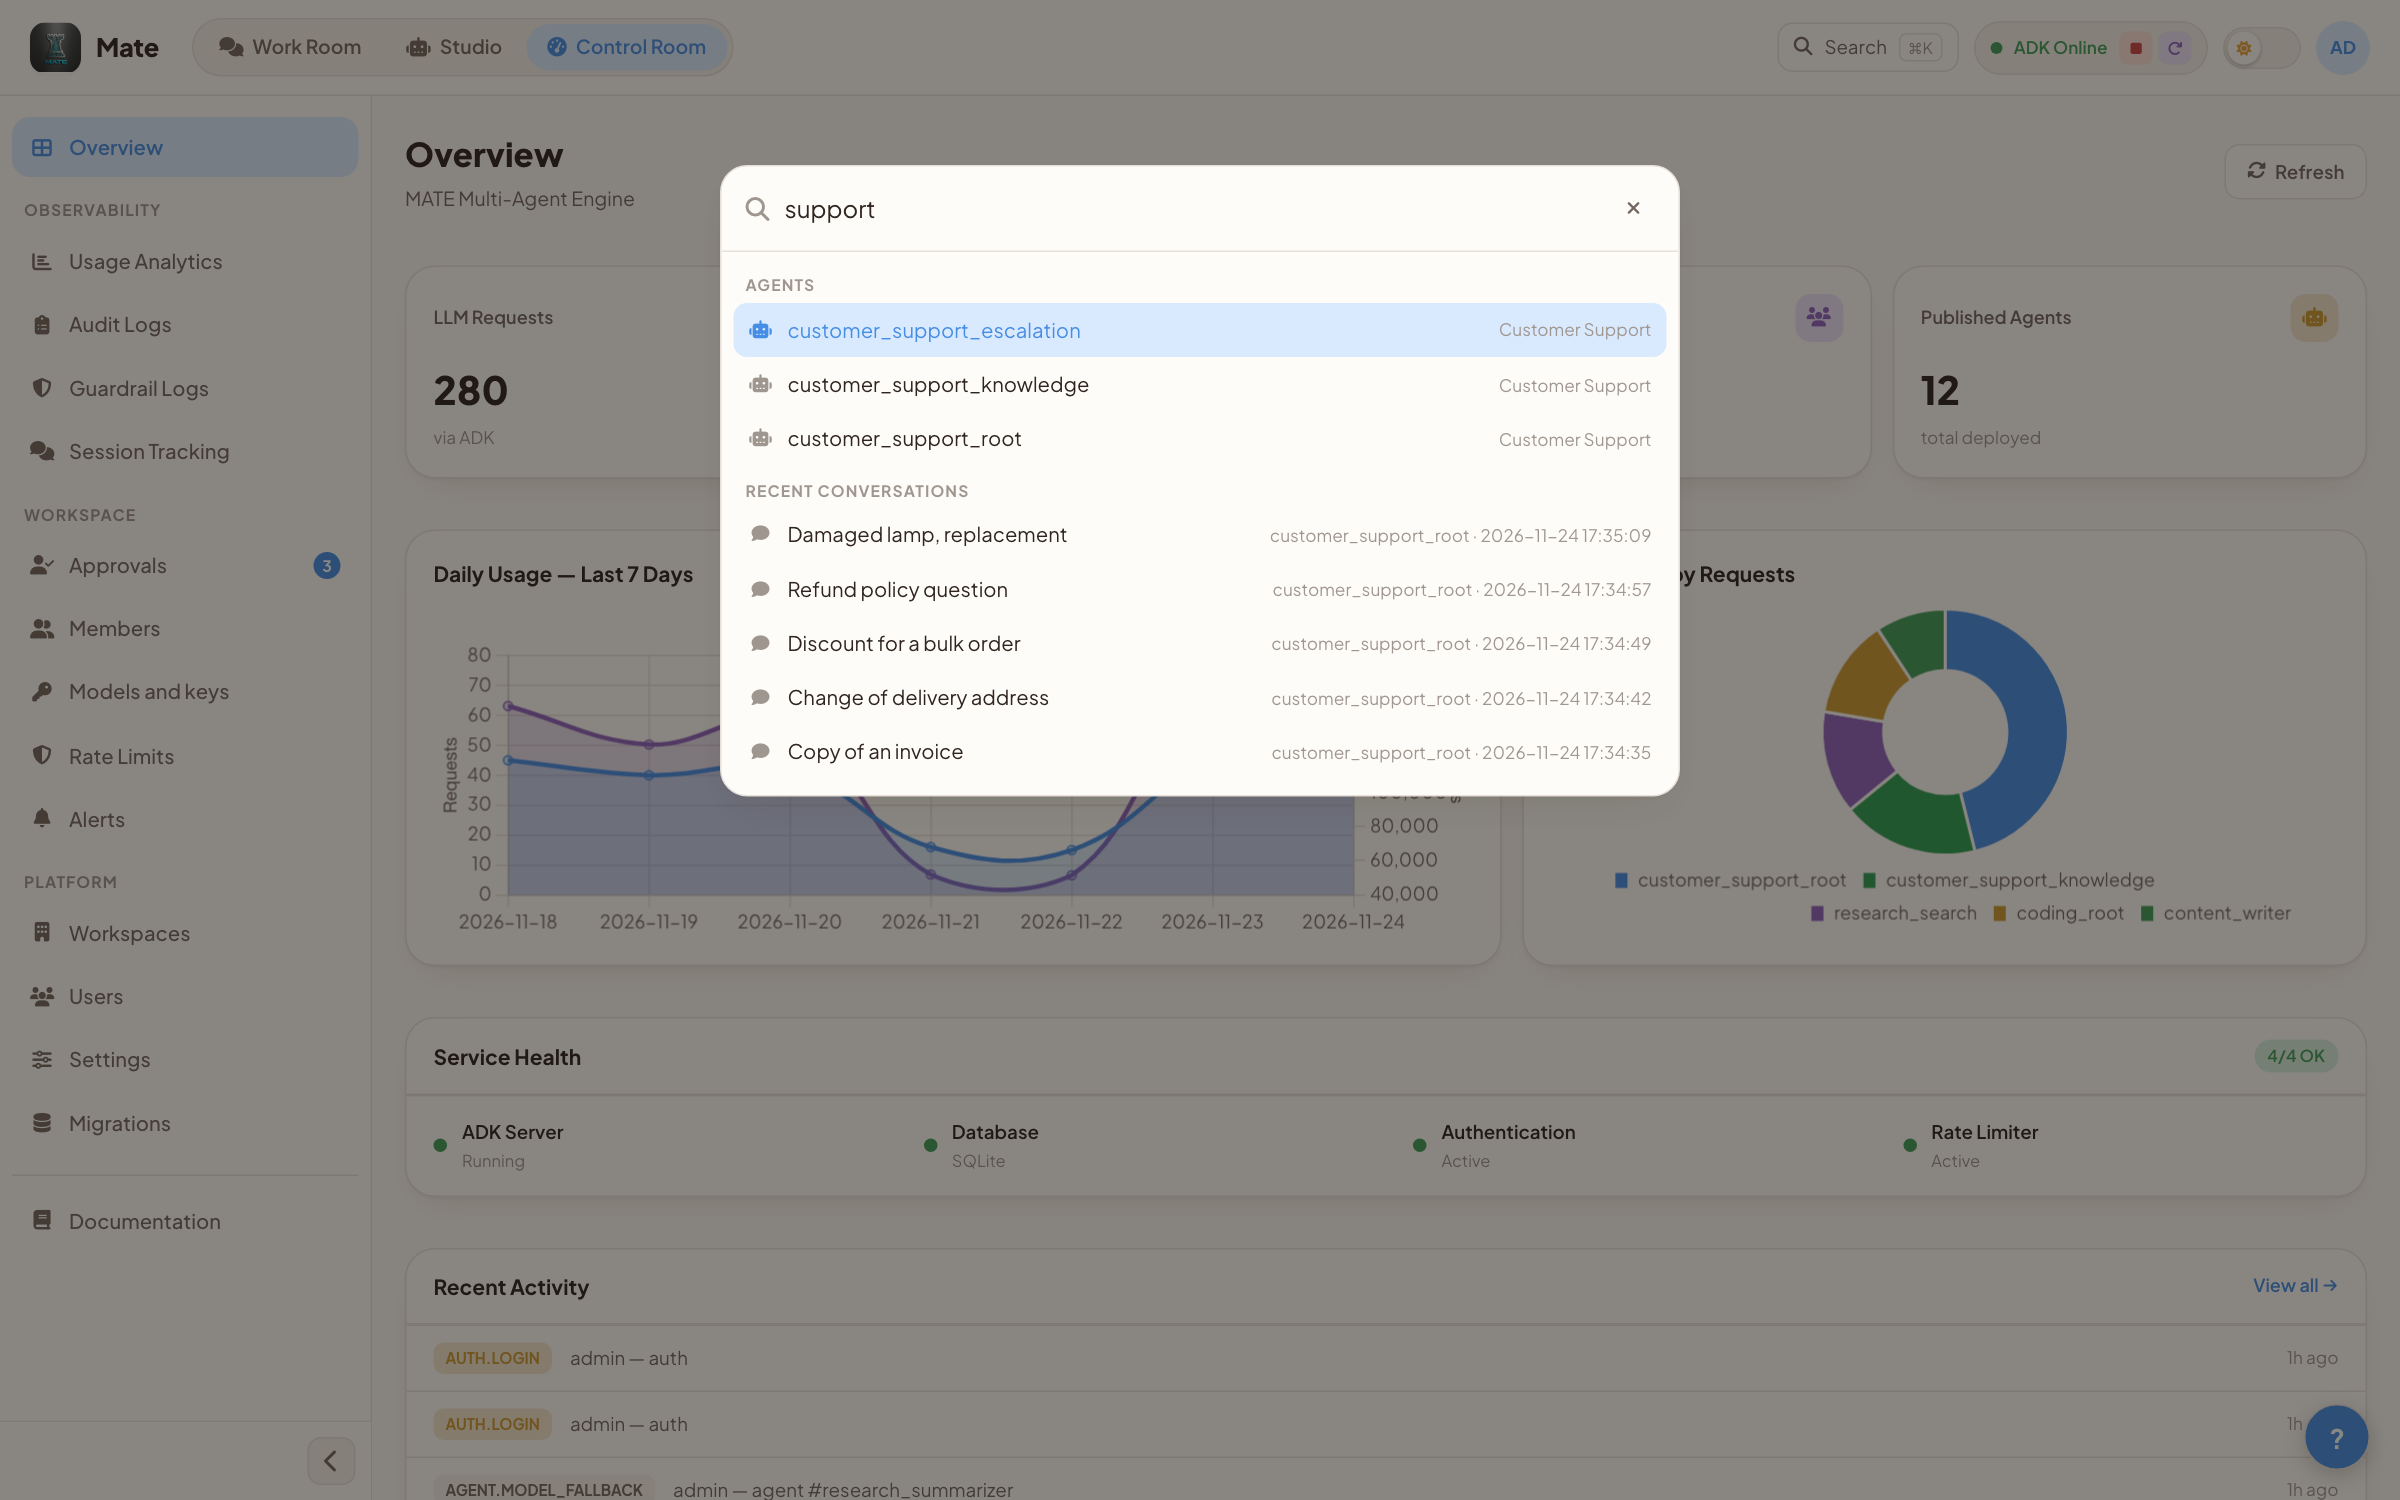 Mate
Work Room
Studio
Control Room
Search
⌘K
ADK Online
AD
Overview
OBSERVABILITY
Usage Analytics
Audit Logs
Guardrail Logs
Session Tracking
WORKSPACE
Approvals
3
Members
Models and keys
Rate Limits
Alerts
PLATFORM
Workspaces
Users
Settings
Migrations
Documentation
Overview
MATE Multi-Agent Engine
Refresh
support
AGENTS
customer_support_escalation Customer Support
customer_support_knowledge Customer Support
customer_support_root Customer Support
RECENT CONVERSATIONS
Damaged lamp, replacement customer_support_root · 2026-11-24 17:35:09
Refund policy question customer_support_root · 2026-11-24 17:34:57
Discount for a bulk order customer_support_root · 2026-11-24 17:34:49
Change of delivery address customer_support_root · 2026-11-24 17:34:42
Copy of an invoice customer_support_root · 2026-11-24 17:34:35
LLM Requests
280
via ADK
Published Agents
12
total deployed
Daily Usage — Last 7 Days
Requests
80
70
60
50
40
30
20
10
0
80,000
60,000
40,000
2026-11-18 2026-11-19 2026-11-20 2026-11-21 2026-11-22 2026-11-23 2026-11-24
by Requests
customer_support_root customer_support_knowledge
research_search coding_root content_writer
Service Health
4/4 OK
ADK Server
Running
Database
SQLite
Authentication
Active
Rate Limiter
Active
Recent Activity
View all →
AUTH.LOGIN admin — auth 1h ago
AUTH.LOGIN admin — auth 1h
AGENT.MODEL_FALLBACK admin — agent #research_summarizer 1h ago
?